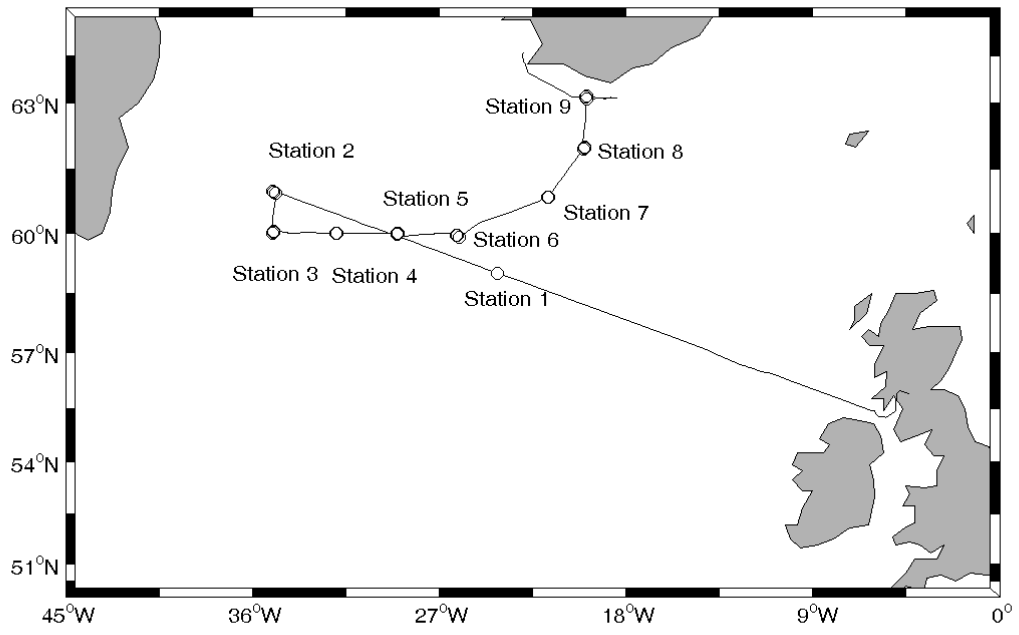 63°N
Station 9
Station 2
Station 8
Station 5
Station 7
60°N
Station 6
Station 3
Station 4
Station 1
57°N
54°N
51°N
45°W
36°W
27°W
18°W
9°W
0°